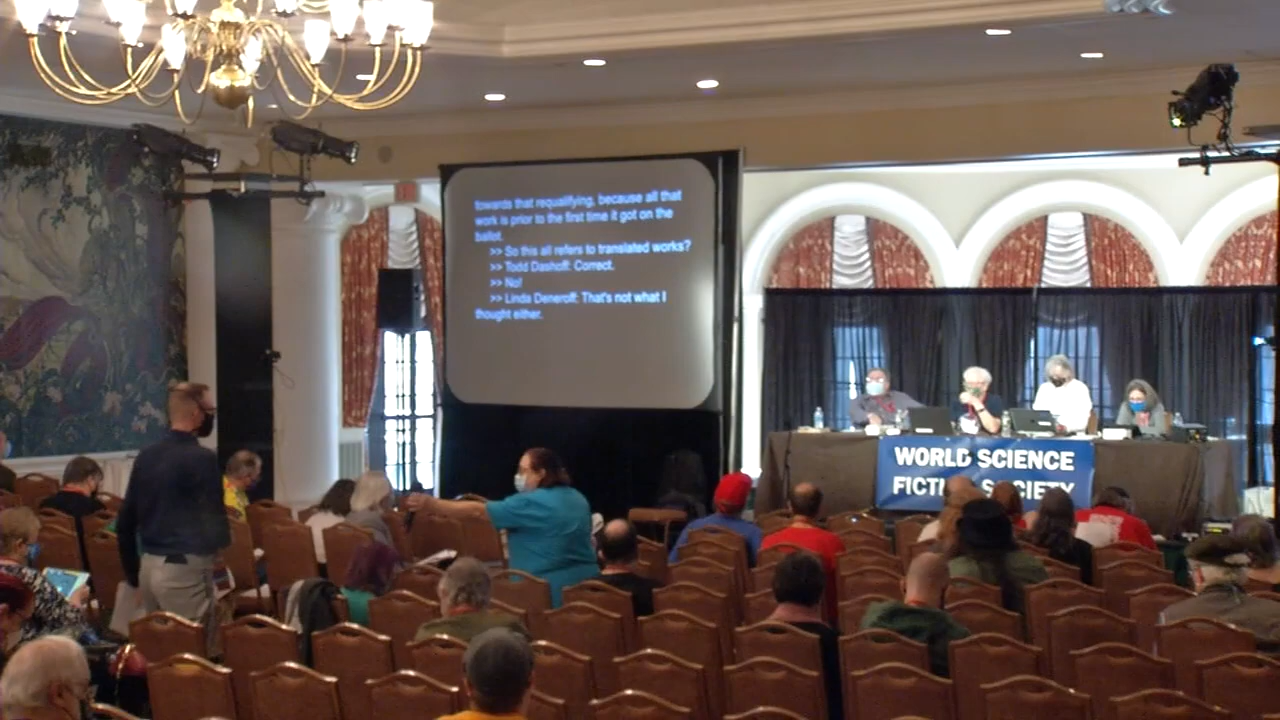 towards that requalifying, because all that
work is prior to the first time it got on the
ballot.
>> So this all refers to translated works?
>> Todd Dashoff: Correct.
>> No!
>> Linda Deneroff: That's not what I
thought either.
WORLD SCIENCE
FICTION SOCIETY